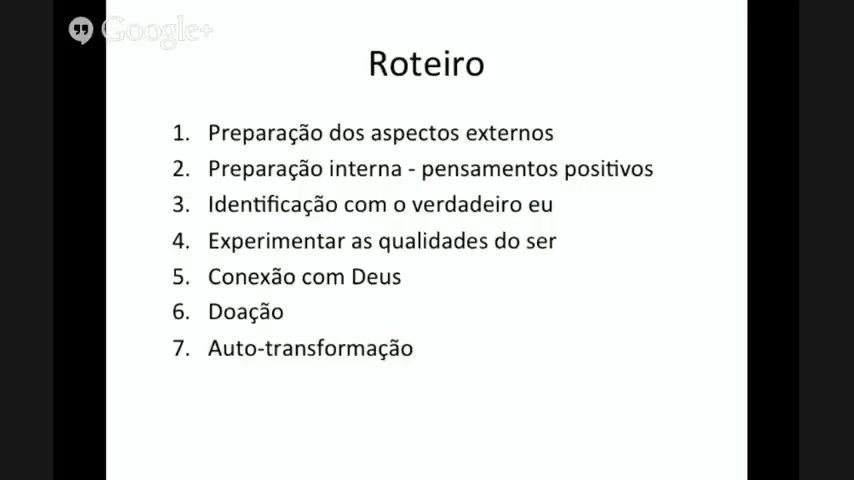 Google+
Roteiro
1. Preparação dos aspectos externos
2. Preparação interna - pensamentos positivos
3. Identificação com o verdadeiro eu
4. Experimentar as qualidades do ser
5. Conexão com Deus
6. Doação
7. Auto-transformação